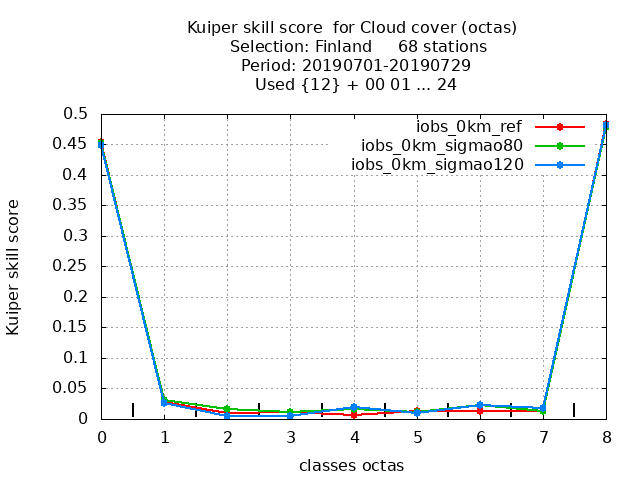 Kuiper skill score  for Cloud cover (octas)
Selection: Finland     68 stations
Period: 20190701-20190729
Used {12} + 00 01 ... 24
iobs_0km_ref
iobs_0km_sigmao80
iobs_0km_sigmao120
Kuiper skill score
0.5
0.45
0.4
0.35
0.3
0.25
0.2
0.15
0.1
0.05
0
0 1 2 3 4 5 6 7 8
classes octas